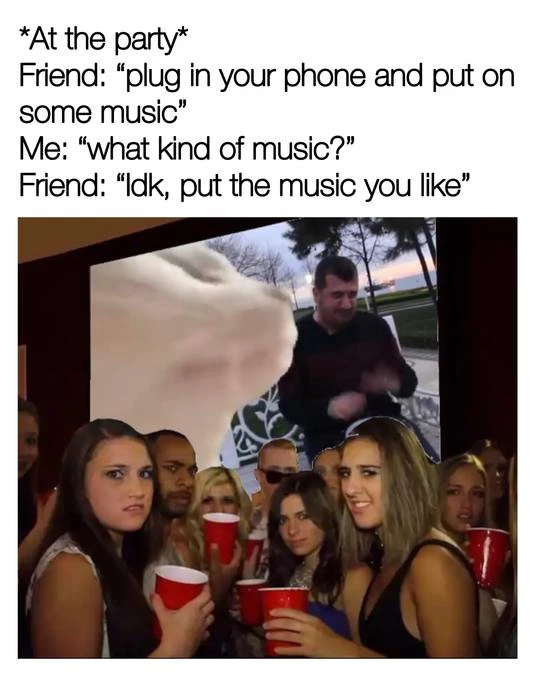 *At the party*
Friend: “plug in your phone and put on
some music”
Me: “what kind of music?”
Friend: “Idk, put the music you like”